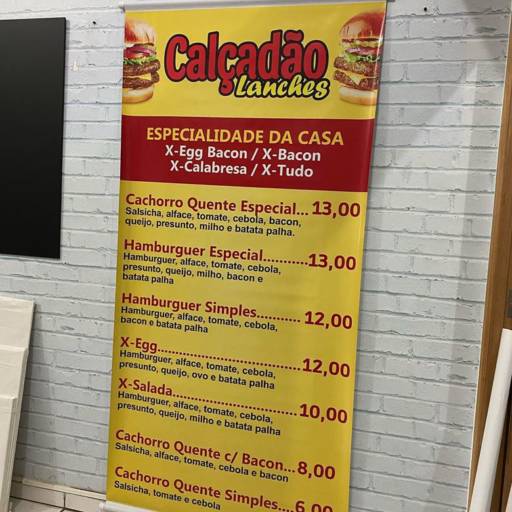 Calçadão
Lanches
ESPECIALIDADE DA CASA
X-Egg Bacon / X-Bacon
X-Calabresa / X-Tudo
Cachorro Quente Especial... 13,00
Salsicha, alface, tomate, cebola, bacon,
queijo, presunto, milho e batata palha.
Hamburguer Especial..........13,00
Hamburguer, alface, tomate, cebola,
presunto, queijo, milho, bacon e
batata palha
Hamburguer Simples.......... 12,00
Hamburguer, alface, tomate, cebola,
bacon e batata palha
X-Egg................................12,00
Hamburguer, alface, tomate, cebola,
presunto, queijo, ovo e batata palha
X-Salada............................10,00
Hamburguer, alface, tomate, cebola,
presunto, queijo, milho e batata palha
Cachorro Quente c/ Bacon...8,00
Salsicha, alface, tomate, cebola e bacon
Cachorro Quente Simples....6,00
Salsicha, tomate e cebola